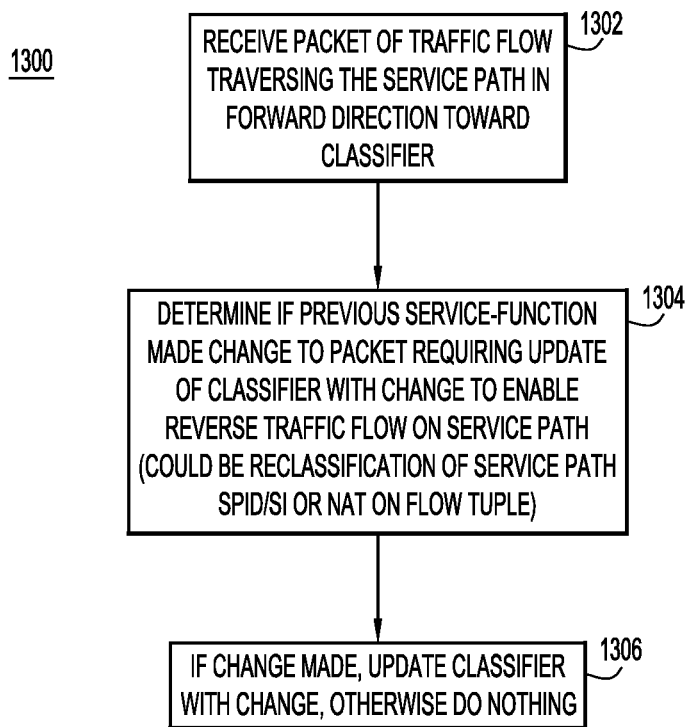 1300
1302
RECEIVE PACKET OF TRAFFIC FLOW
TRAVERSING THE SERVICE PATH IN
FORWARD DIRECTION TOWARD
CLASSIFIER
1304
DETERMINE IF PREVIOUS SERVICE-FUNCTION
MADE CHANGE TO PACKET REQUIRING UPDATE
OF CLASSIFIER WITH CHANGE TO ENABLE
REVERSE TRAFFIC FLOW ON SERVICE PATH
(COULD BE RECLASSIFICATION OF SERVICE PATH
SPID/SI OR NAT ON FLOW TUPLE)
1306
IF CHANGE MADE, UPDATE CLASSIFIER
WITH CHANGE, OTHERWISE DO NOTHING